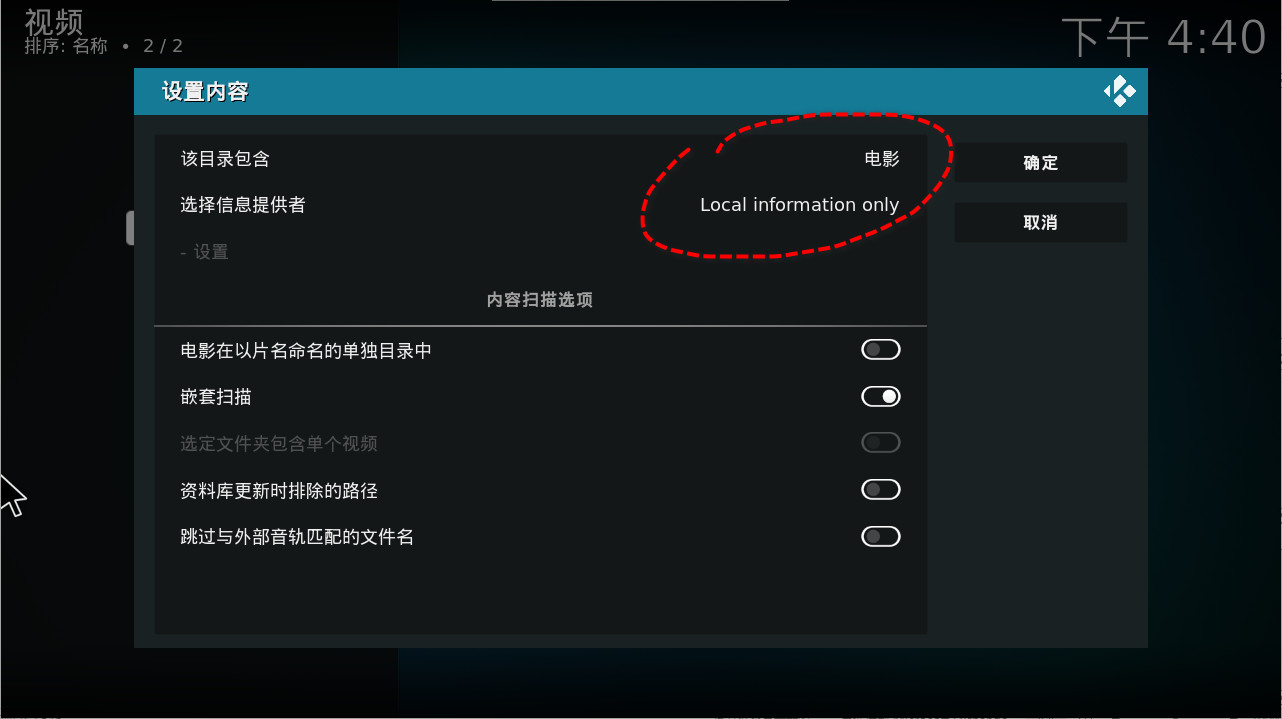 视频
排序: 名称 • 2 / 2
下午 4:40
设置内容
该目录包含 电影
选择信息提供者 Local information only
- 设置
内容扫描选项
电影在以片名命名的单独目录中
嵌套扫描
选定文件夹包含单个视频
资料库更新时排除的路径
跳过与外部音轨匹配的文件名
确定
取消